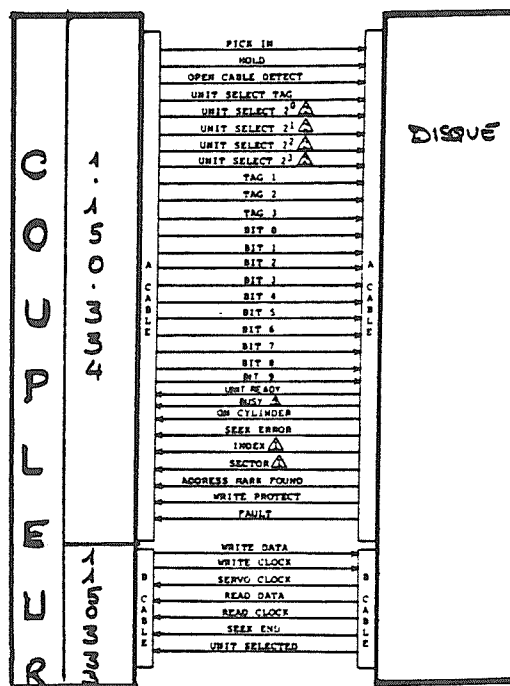 COUPLEUR
1.150.334
1150333
A CABLE
B CABLE
PICK IN
HOLD
OPEN CABLE DETECT
UNIT SELECT TAG
UNIT SELECT 2⁰
UNIT SELECT 2¹
UNIT SELECT 2²
UNIT SELECT 2³
TAG 1
TAG 2
TAG 3
BIT 0
BIT 1
BIT 2
BIT 3
BIT 4
BIT 5
BIT 6
BIT 7
BIT 8
BIT 9
UNIT READY
BUSY
ON CYLINDER
SEEK ERROR
INDEX
SECTOR
ADDRESS MARK FOUND
WRITE PROTECT
FAULT
WRITE DATA
WRITE CLOCK
SERVO CLOCK
READ DATA
READ CLOCK
SEEK END
UNIT SELECTED
A CABLE
B CABLE
DISQUE